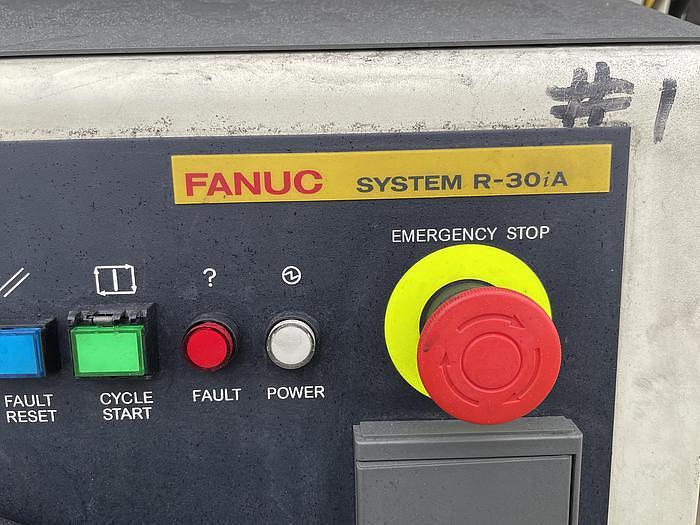 #1
FANUC SYSTEM R-30iA
EMERGENCY STOP
?
FAULT
RESET
CYCLE
START
FAULT
POWER